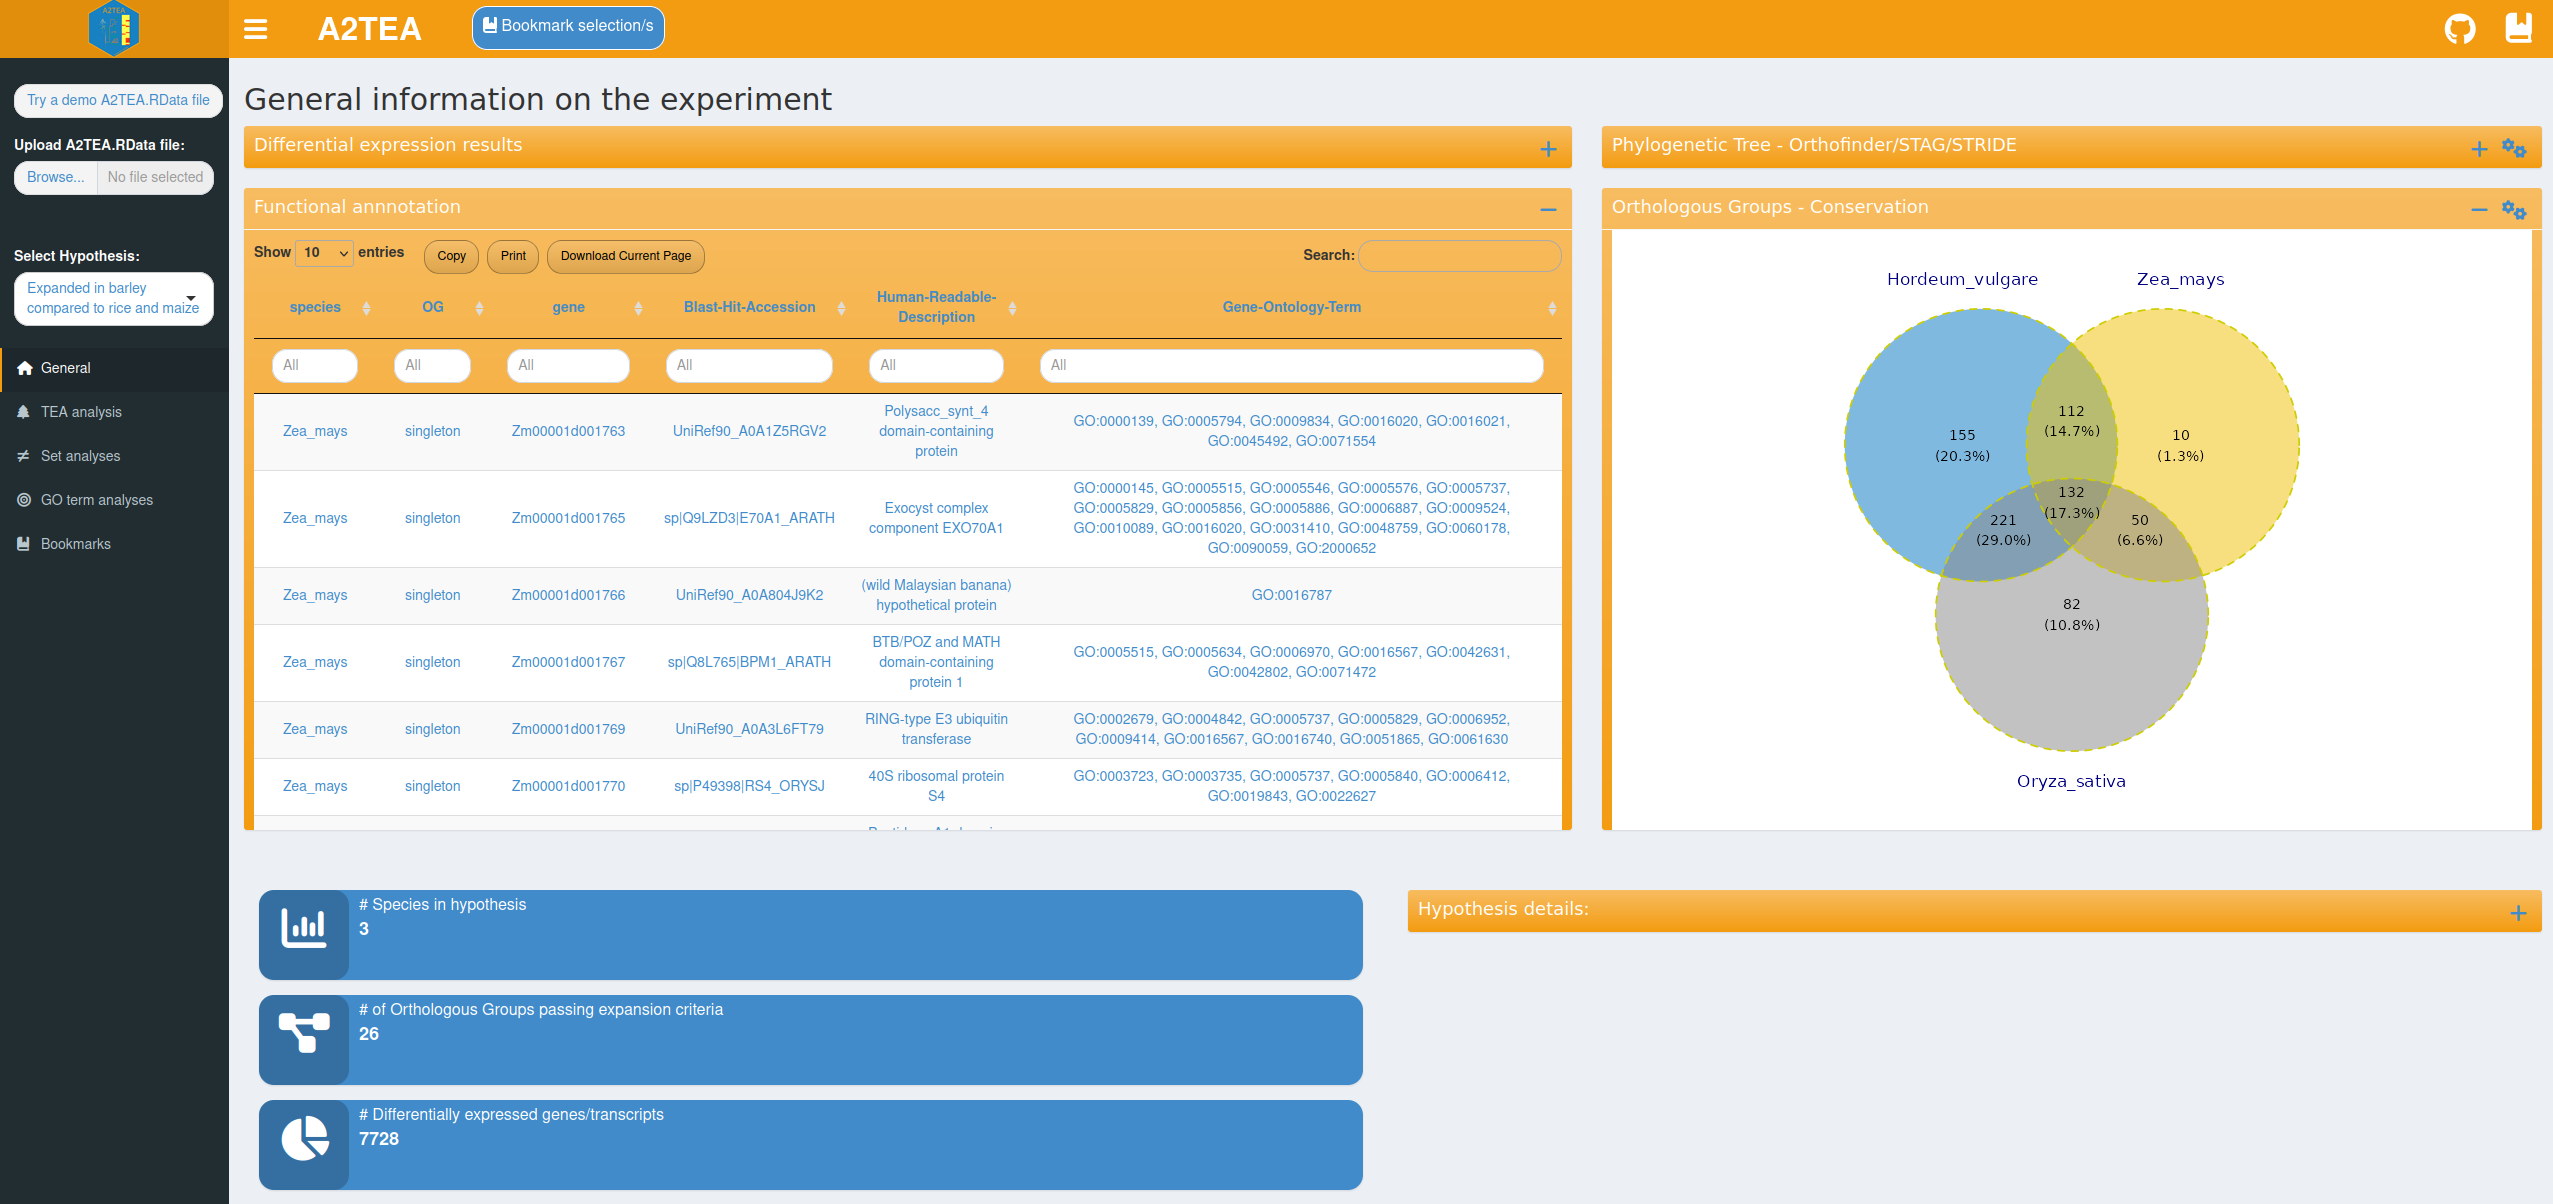 A2TEA
A2TEA
Bookmark selection/s
Try a demo A2TEA.RData file
Upload A2TEA.RData file:
Browse...
No file selected
Select Hypothesis:
Expanded in barley
compared to rice and maize
General
TEA analysis
Set analyses
GO term analyses
Bookmarks
General information on the experiment
Differential expression results
Functional annnotation
Show 10 entries
Copy
Print
Download Current Page
Search:
species OG gene Blast-Hit-Accession Human-Readable-
Description
Gene-Ontology-Term
All All All All All All
Zea_mays singleton Zm00001d001763 UniRef90_A0A1Z5RGV2
Polysacc_synt_4
domain-containing
protein
GO:0000139, GO:0005794, GO:0009834, GO:0016020, GO:0016021,
GO:0045492, GO:0071554
Zea_mays singleton Zm00001d001765 sp|Q9LZD3|E70A1_ARATH
Exocyst complex
component EXO70A1
GO:0000145, GO:0005515, GO:0005546, GO:0005576, GO:0005737,
GO:0005829, GO:0005856, GO:0005886, GO:0006887, GO:0009524,
GO:0010089, GO:0016020, GO:0031410, GO:0048759, GO:0060178,
GO:0090059, GO:2000652
Zea_mays singleton Zm00001d001766 UniRef90_A0A804J9K2
(wild Malaysian banana)
hypothetical protein
GO:0016787
Zea_mays singleton Zm00001d001767 sp|Q8L765|BPM1_ARATH
BTB/POZ and MATH
domain-containing
protein 1
GO:0005515, GO:0005634, GO:0006970, GO:0016567, GO:0042631,
GO:0042802, GO:0071472
Zea_mays singleton Zm00001d001769 UniRef90_A0A3L6FT79
RING-type E3 ubiquitin
transferase
GO:0002679, GO:0004842, GO:0005737, GO:0005829, GO:0006952,
GO:0009414, GO:0016567, GO:0016740, GO:0051865, GO:0061630
Zea_mays singleton Zm00001d001770 sp|P49398|RS4_ORYSJ
40S ribosomal protein
S4
GO:0003723, GO:0003735, GO:0005737, GO:0005840, GO:0006412,
GO:0019843, GO:0022627
Phylogenetic Tree - Orthofinder/STAG/STRIDE
Orthologous Groups - Conservation
Hordeum_vulgare
Zea_mays
112
(14.7%)
155
(20.3%)
10
(1.3%)
132
(17.3%)
221
(29.0%)
50
(6.6%)
82
(10.8%)
Oryza_sativa
# Species in hypothesis
3
# of Orthologous Groups passing expansion criteria
26
# Differentially expressed genes/transcripts
7728
Hypothesis details: